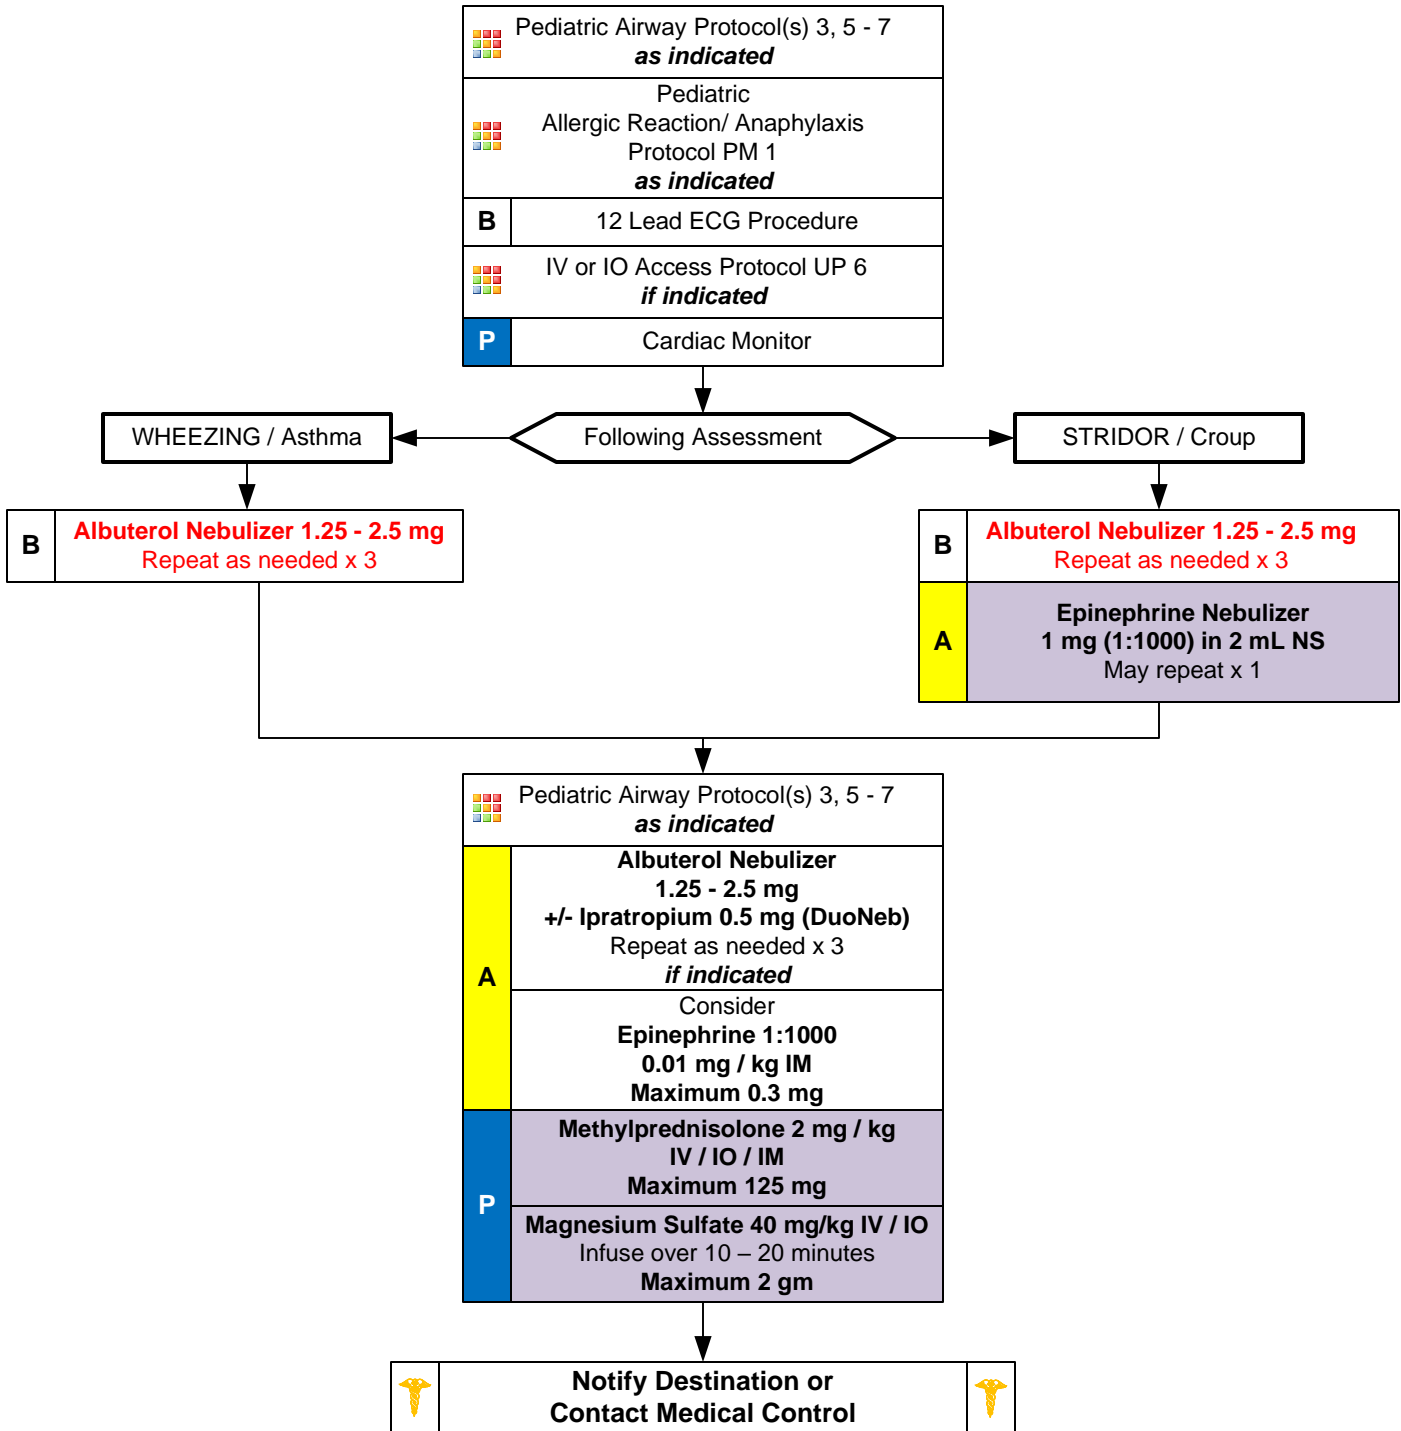 Pediatric Airway Protocol(s) 3, 5 - 7
as indicated
Pediatric
Allergic Reaction/ Anaphylaxis
Protocol PM 1
as indicated
B
12 Lead ECG Procedure
IV or IO Access Protocol UP 6
if indicated
P
Cardiac Monitor
WHEEZING / Asthma
Following Assessment
STRIDOR / Croup
B
Albuterol Nebulizer 1.25 - 2.5 mg
Repeat as needed x 3
B
Albuterol Nebulizer 1.25 - 2.5 mg
Repeat as needed x 3
A
Epinephrine Nebulizer
1 mg (1:1000) in 2 mL NS
May repeat x 1
Pediatric Airway Protocol(s) 3, 5 - 7
as indicated
A
Albuterol Nebulizer
1.25 - 2.5 mg
+/- Ipratropium 0.5 mg (DuoNeb)
Repeat as needed x 3
if indicated
Consider
Epinephrine 1:1000
0.01 mg / kg IM
Maximum 0.3 mg
P
Methylprednisolone 2 mg / kg
IV / IO / IM
Maximum 125 mg
Magnesium Sulfate 40 mg/kg IV / IO
Infuse over 10 – 20 minutes
Maximum 2 gm
Notify Destination or
Contact Medical Control